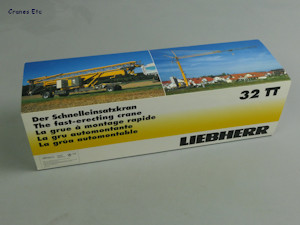 Cranes Etc
32 TT
Der Schnelleinsatzkran
The fast-erecting crane
La grue à montage rapide
La gru automontante
La grúa automontable
LIEBHERR